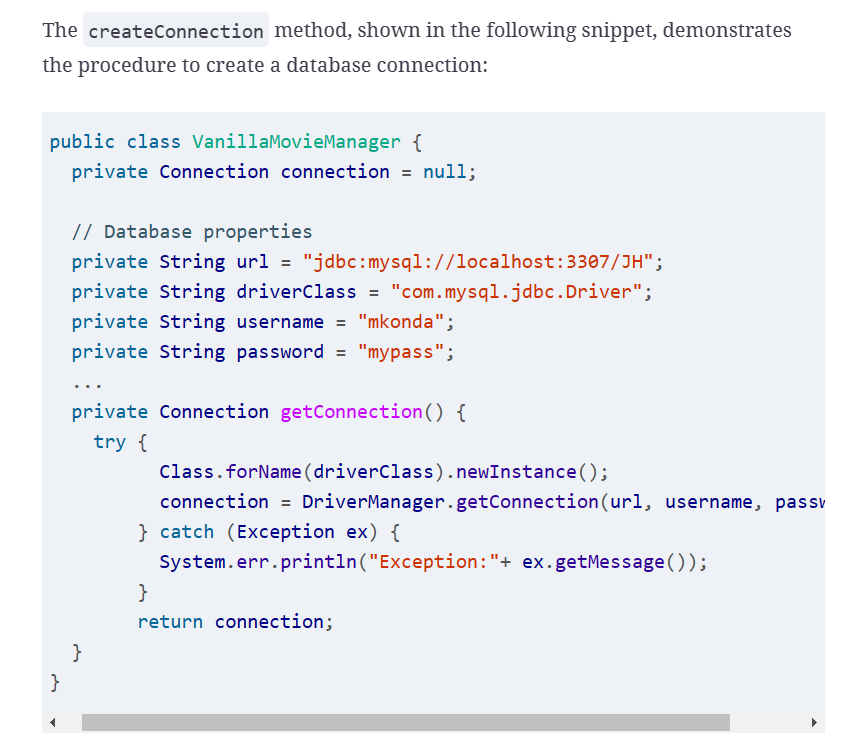 The createConnection method, shown in the following snippet, demonstrates
the procedure to create a database connection:
public class VanillaMovieManager {
  private Connection connection = null;
  // Database properties
  private String url = "jdbc:mysql://localhost:3307/JH";
  private String driverClass = "com.mysql.jdbc.Driver";
  private String username = "mkonda";
  private String password = "mypass";
  ...
  private Connection getConnection() {
    try {
          Class.forName(driverClass).newInstance();
          connection = DriverManager.getConnection(url, username, passw
        } catch (Exception ex) {
          System.err.println("Exception:"+ ex.getMessage());
        }
        return connection;
  }
}